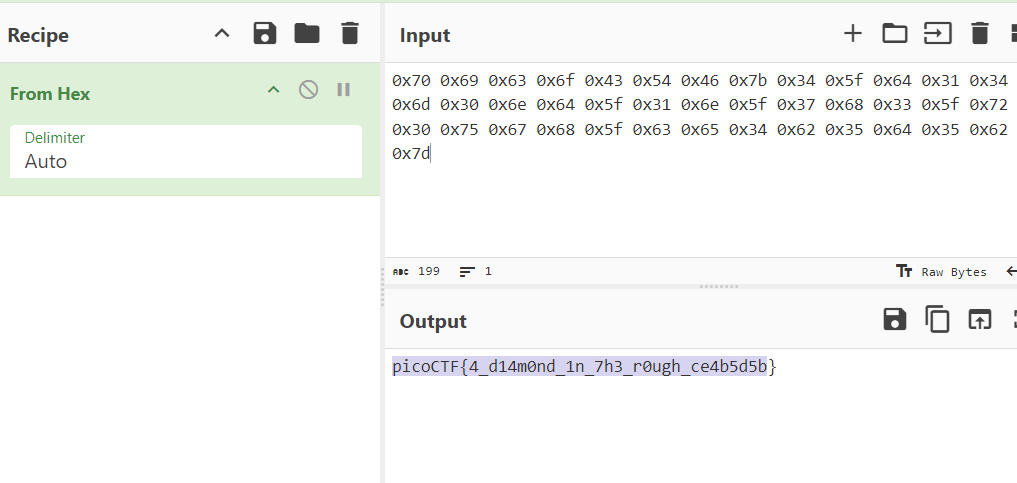 Recipe
Input
From Hex
Delimiter
Auto
0x70 0x69 0x63 0x6f 0x43 0x54 0x46 0x7b 0x34 0x5f 0x64 0x31 0x34
0x6d 0x30 0x6e 0x64 0x5f 0x31 0x6e 0x5f 0x37 0x68 0x33 0x5f 0x72
0x30 0x75 0x67 0x68 0x5f 0x63 0x65 0x34 0x62 0x35 0x64 0x35 0x62
0x7d
ABC 199 1
Tт Raw Bytes
Output
picoCTF{4_d14m0nd_1n_7h3_r0ugh_ce4b5d5b}